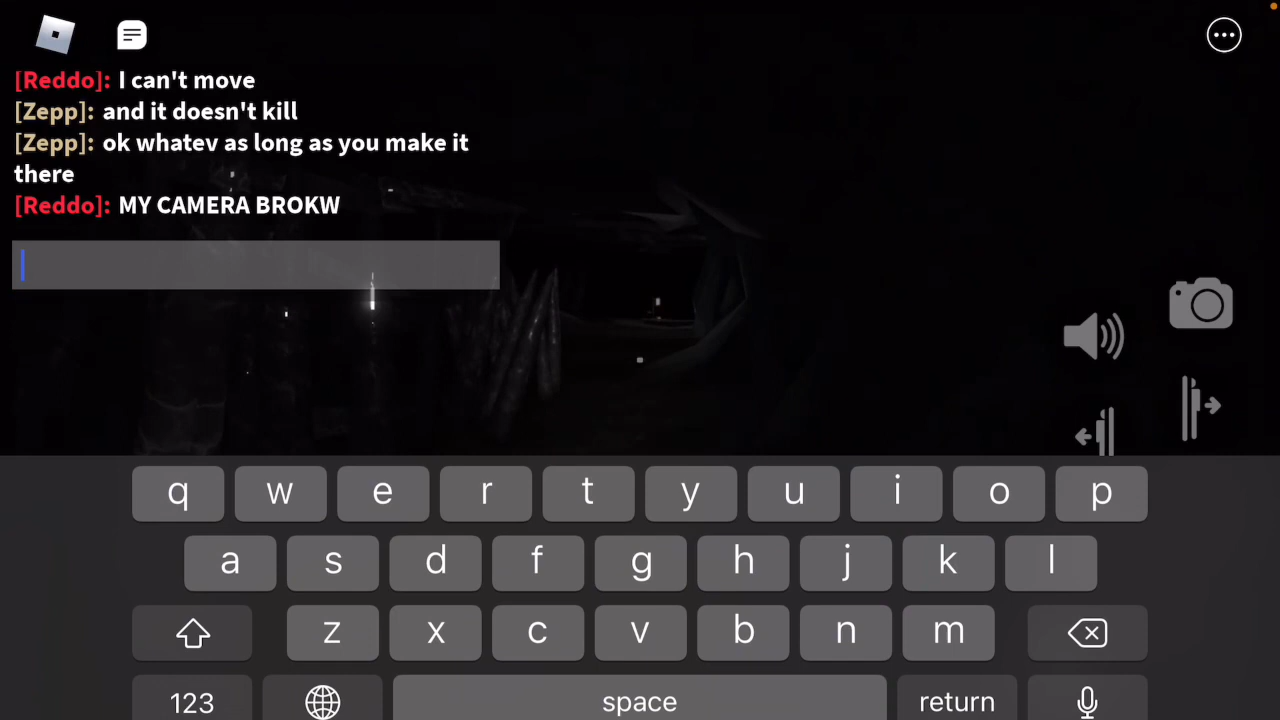 [Reddo]: I can't move
[Zepp]: and it doesn't kill
[Zepp]: ok whatev as long as you make it
there
[Reddo]: MY CAMERA BROKW
q w e r t y u i o p
a s d f g h j k l
z x c v b n m
123 space return